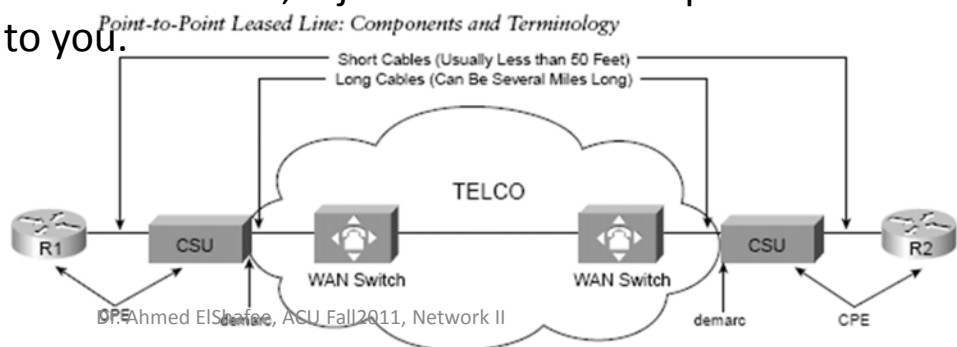 to you.
Point-to-Point Leased Line: Components and Terminology
Short Cables (Usually Less than 50 Feet)
Long Cables (Can Be Several Miles Long)
TELCO
R1
CSU
WAN Switch
WAN Switch
CSU
R2
CPE
demarc
demarc
CPE
Dr. Ahmed ElShafee, ACU Fall2011, Network II